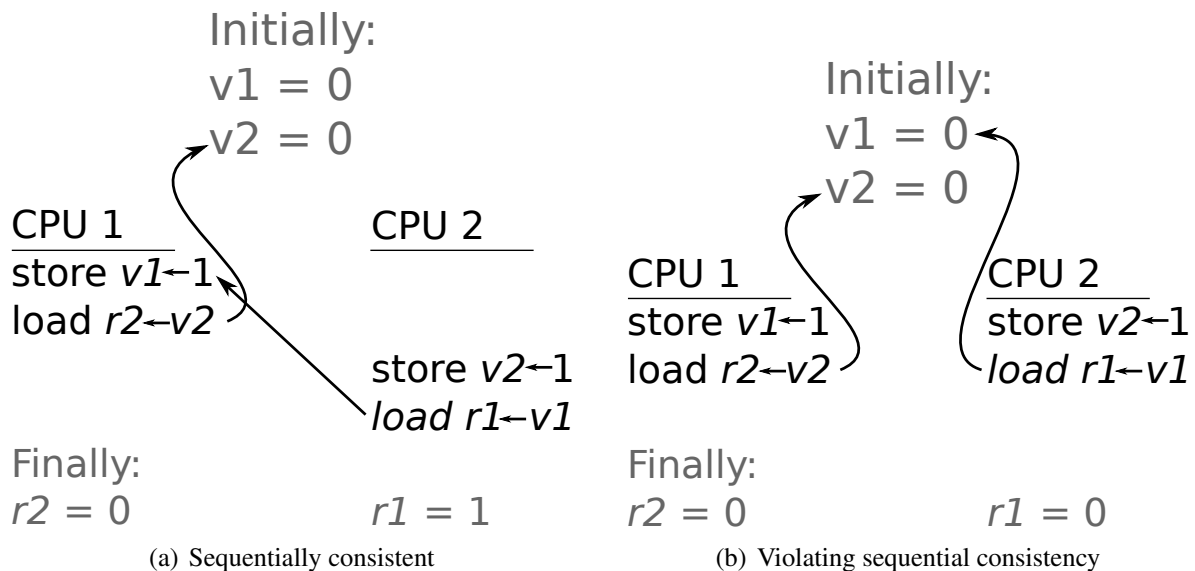 Initially:
v1 = 0
v2 = 0
CPU 1
store v1←1
load r2←v2
CPU 2
store v2←1
load r1←v1
Finally:
r2 = 0
r1 = 1
(a) Sequentially consistent
Initially:
v1 = 0
v2 = 0
CPU 1
store v1←1
load r2←v2
CPU 2
store v2←1
load r1←v1
Finally:
r2 = 0
r1 = 0
(b) Violating sequential consistency